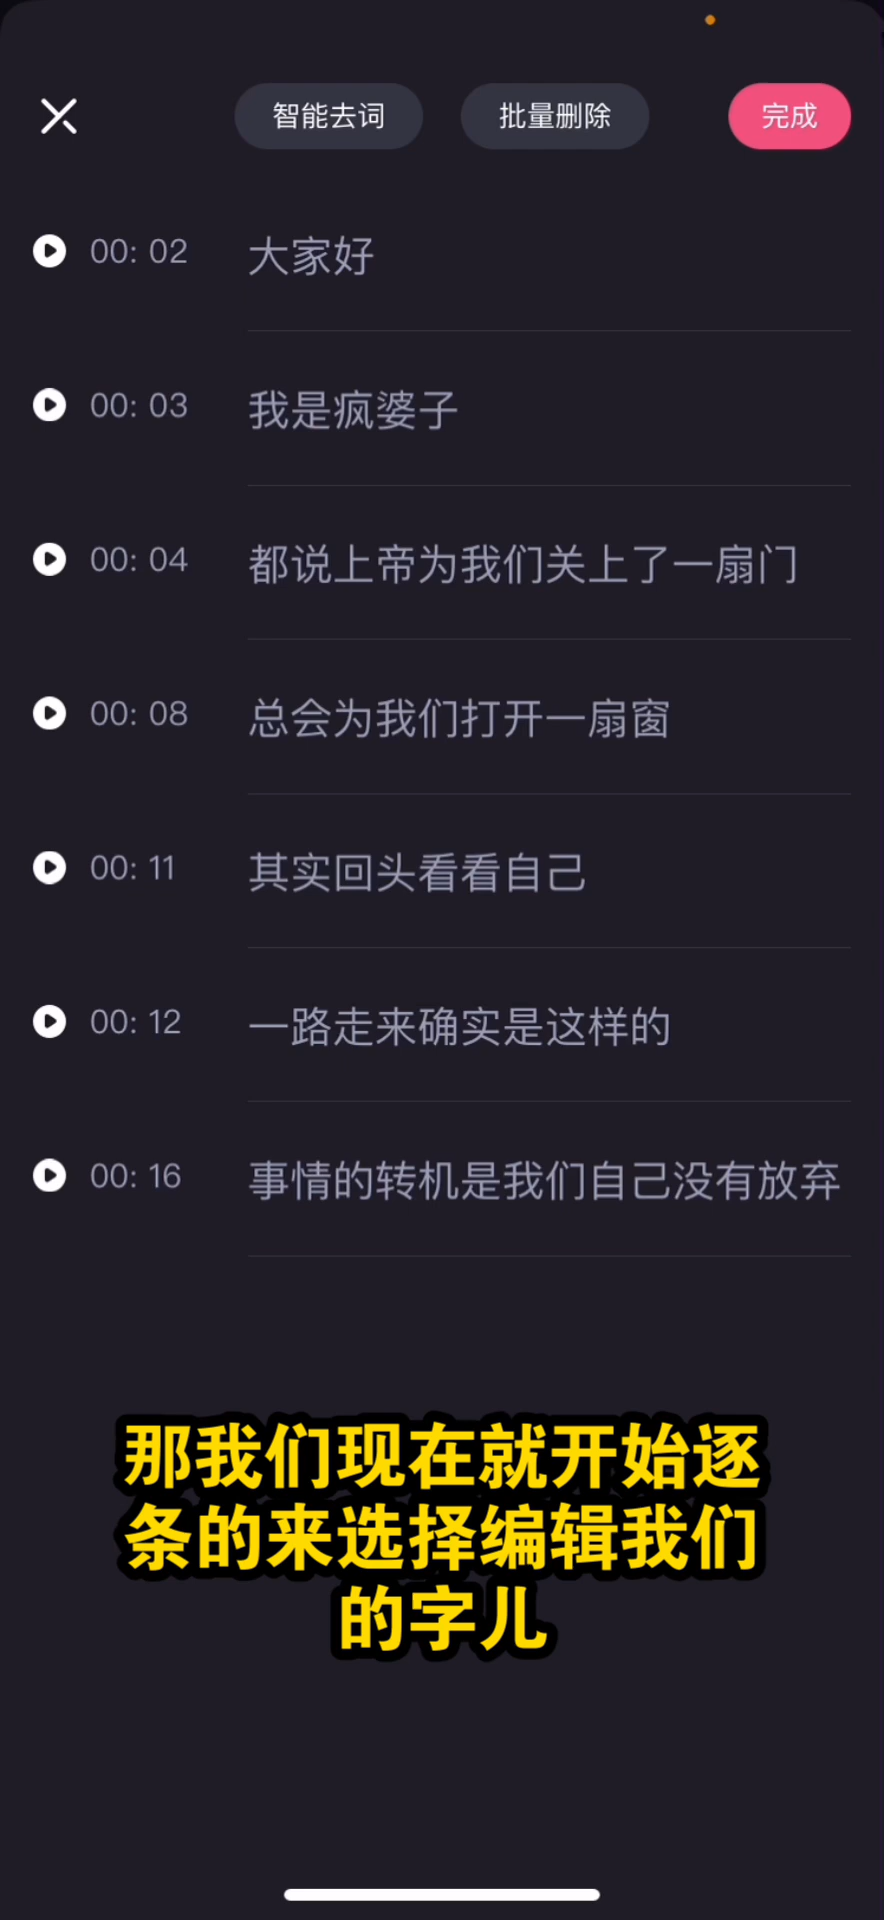 智能去词 批量删除 完成
00: 02 大家好
00: 03 我是疯婆子
00: 04 都说上帝为我们关上了一扇门
00: 08 总会为我们打开一扇窗
00: 11 其实回头看看自己
00: 12 一路走来确实是这样的
00: 16 事情的转机是我们自己没有放弃
那我们现在就开始逐
条的来选择编辑我们
的字儿